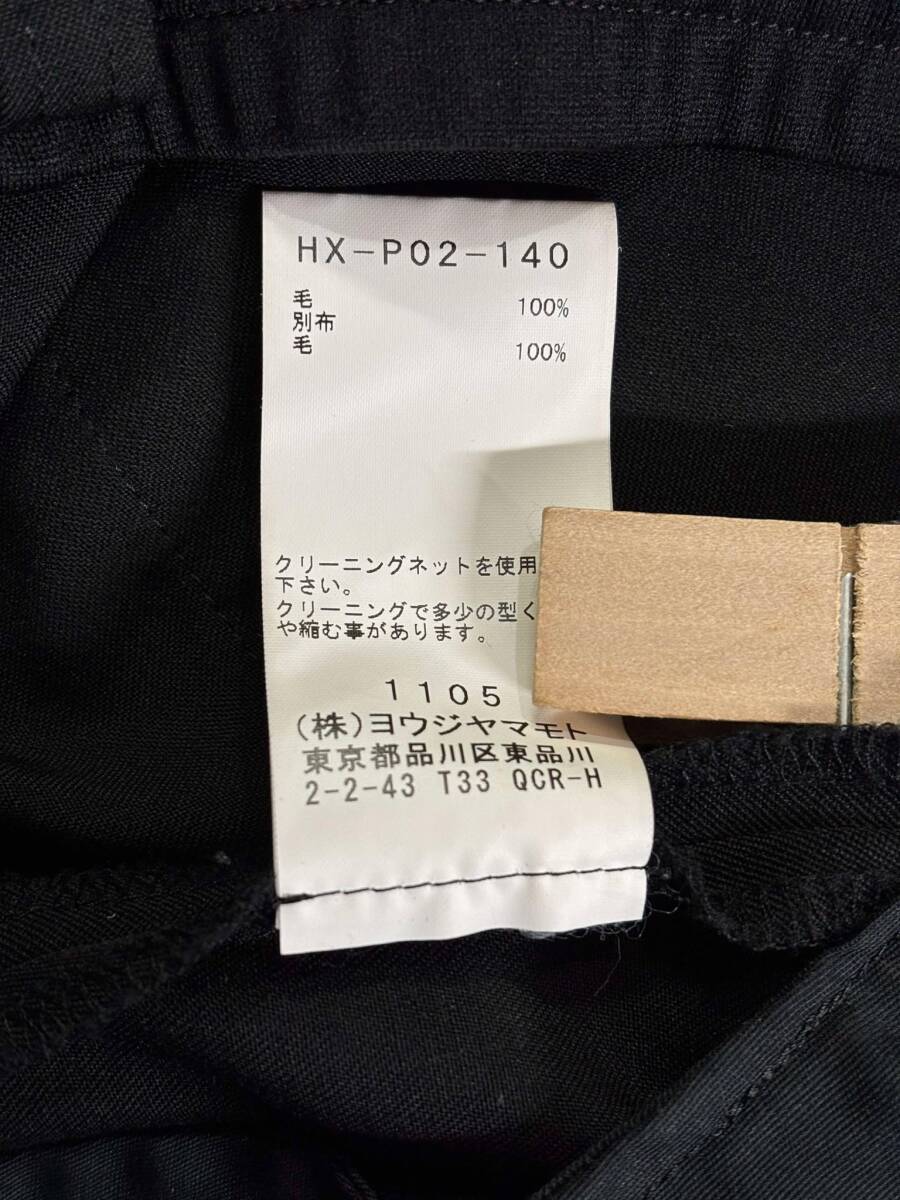 HX-P02-140
毛 100%
別布
毛 100%
クリーニングネットを使用
下さい。
クリーニングで多少の型く
や縮む事があります。
1105
(株)ヨウジヤマモト
東京都品川区東品川
2-2-43 T33 QCR-H